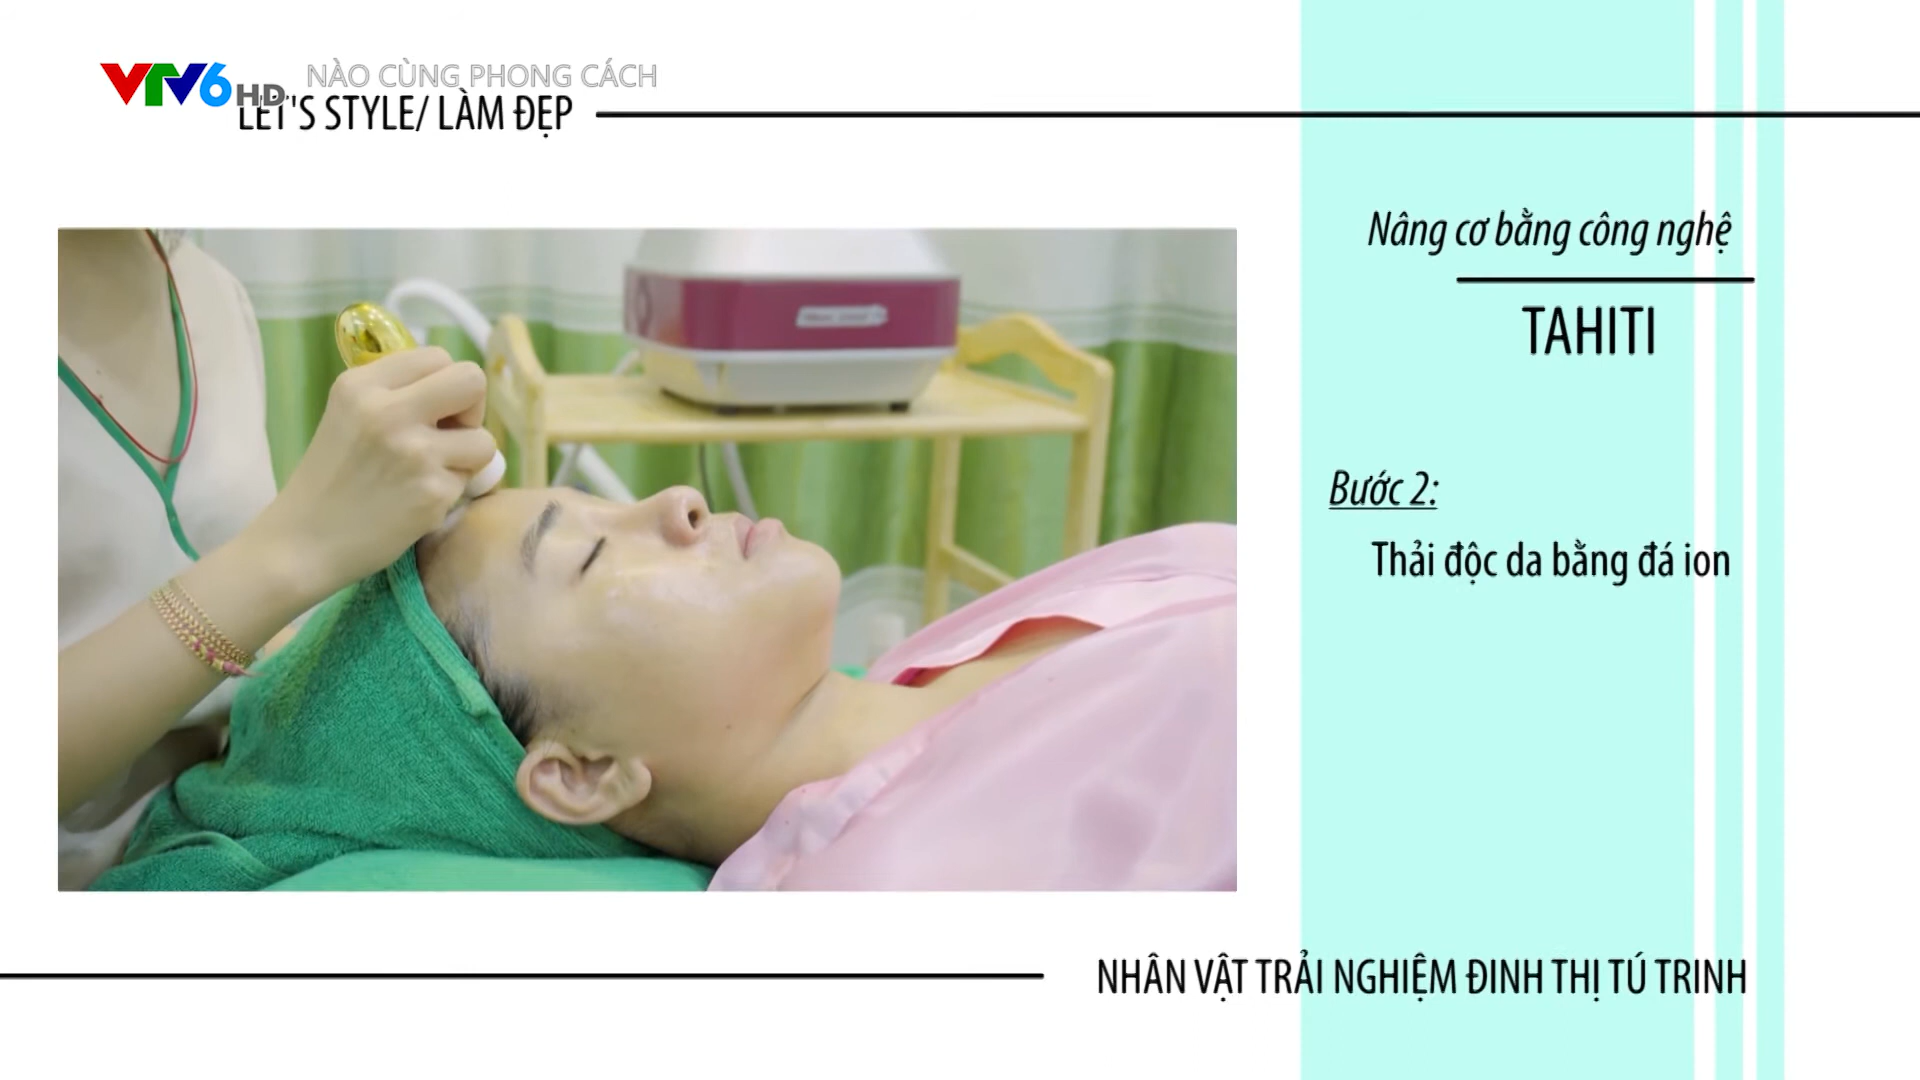 VTV6 HD
NÀO CÙNG PHONG CÁCH
LET'S STYLE/ LÀM ĐẸP
Nâng cơ bằng công nghệ
TAHITI
Bước 2:
Thải độc da bằng đá ion
NHÂN VẬT TRẢI NGHIỆM ĐINH THỊ TÚ TRINH